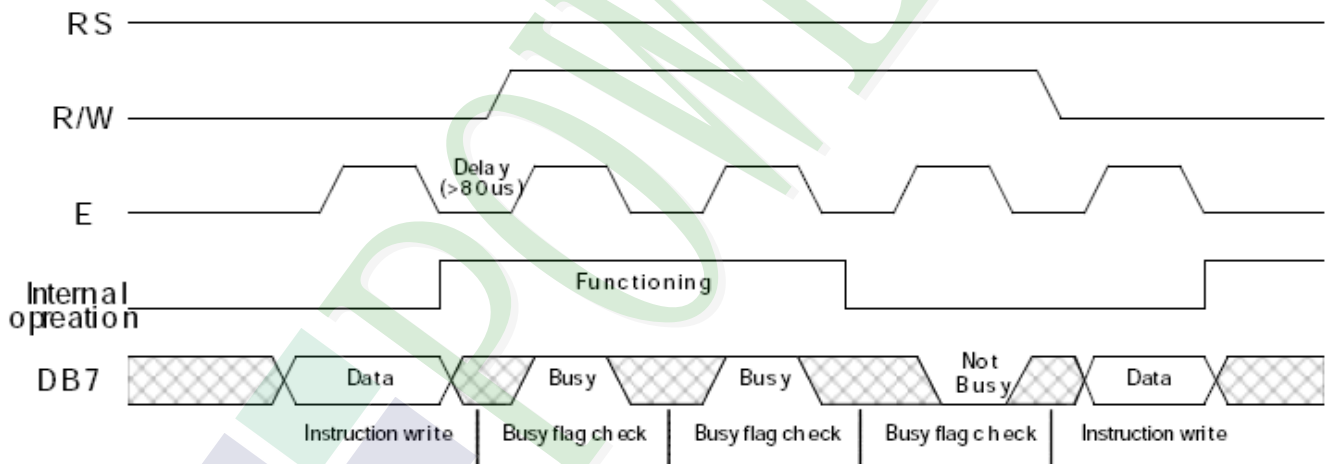 RS
R/W
Delay
(>80us)
E
Functioning
Internal
opreation
DB7
Data
Busy
Busy
Not
Busy
Data
Instruction write
Busy flag check
Busy flag check
Busy flag check
Instruction write